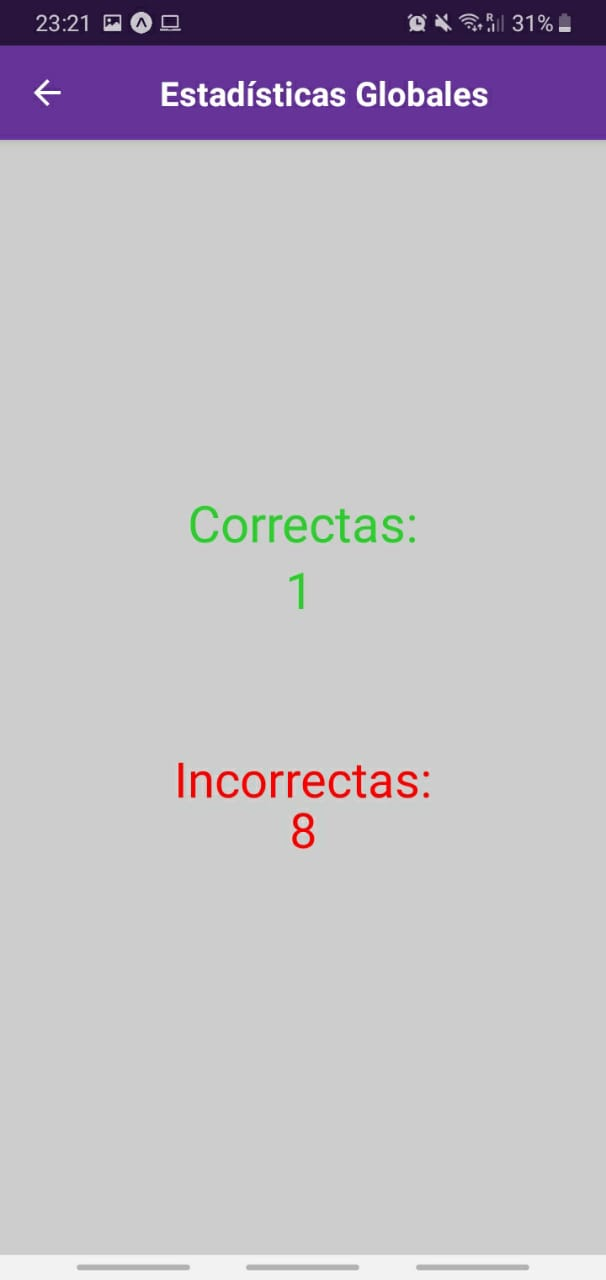 23:21 R 31%
Estadísticas Globales
Correctas:
1
Incorrectas:
8